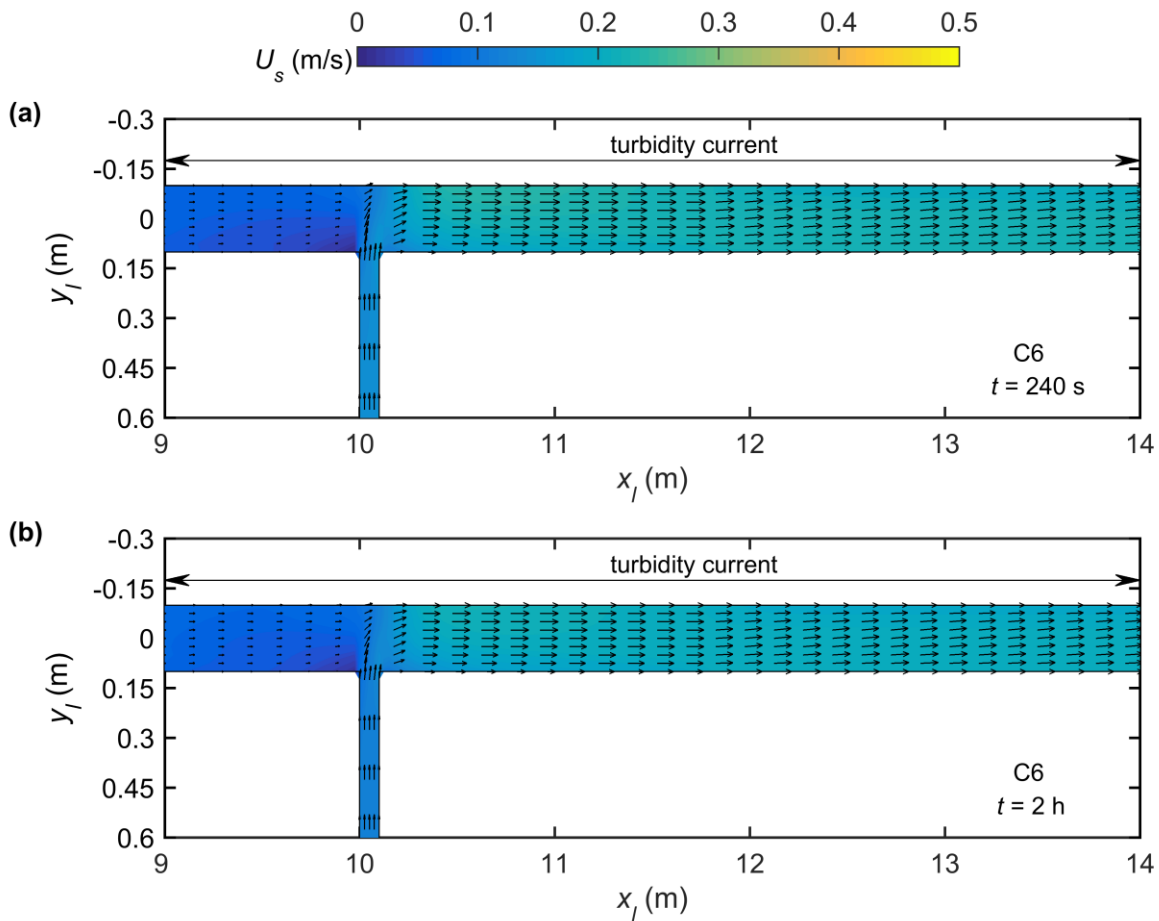 0 0.1 0.2 0.3 0.4 0.5
U_s (m/s)
(a)
-0.3
turbidity current
-0.15
0
0.15
0.3
0.45
0.6
y_l (m)
C6
t = 240 s
9 10 11 12 13 14
x_l (m)
(b)
-0.3
turbidity current
-0.15
0
0.15
0.3
0.45
0.6
y_l (m)
C6
t = 2 h
9 10 11 12 13 14
x_l (m)